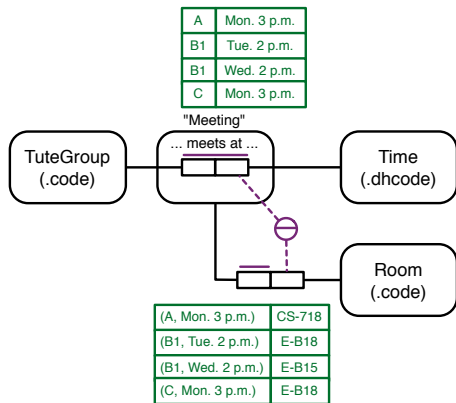 A Mon. 3 p.m.
B1 Tue. 2 p.m.
B1 Wed. 2 p.m.
C Mon. 3 p.m.
"Meeting"
... meets at ...
TuteGroup
(.code)
Time
(.dhcode)
Room
(.code)
(A, Mon. 3 p.m.) CS-718
(B1, Tue. 2 p.m.) E-B18
(B1, Wed. 2 p.m.) E-B15
(C, Mon. 3 p.m.) E-B18